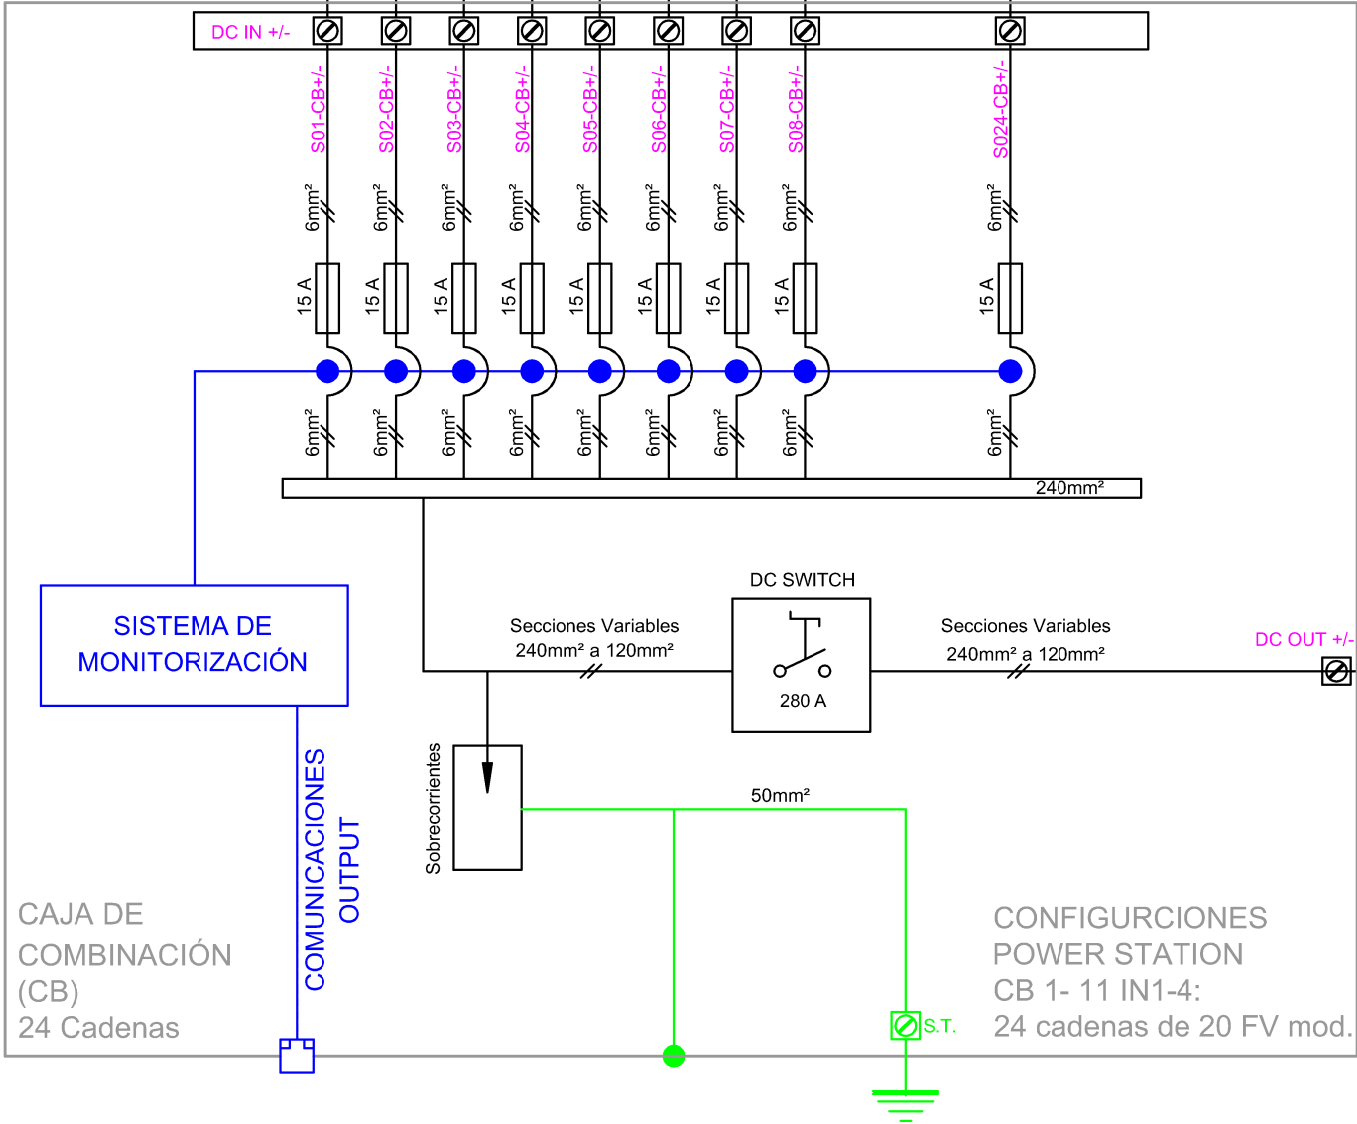 DC IN +/-
S01-CB+/-
S02-CB+/-
S03-CB+/-
S04-CB+/-
S05-CB+/-
S06-CB+/-
S07-CB+/-
S08-CB+/-
S024-CB+/-
6mm²
6mm²
6mm²
6mm²
6mm²
6mm²
6mm²
6mm²
6mm²
15 A
15 A
15 A
15 A
15 A
15 A
15 A
15 A
15 A
6mm²
6mm²
6mm²
6mm²
6mm²
6mm²
6mm²
6mm²
6mm²
240mm²
DC SWITCH
280 A
Secciones Variables
240mm² a 120mm²
Secciones Variables
240mm² a 120mm²
DC OUT +/-
SISTEMA DE
MONITORIZACIÓN
COMUNICACIONES
OUTPUT
Sobrecorrientes
50mm²
S.T.
CAJA DE
COMBINACIÓN
(CB)
24 Cadenas
CONFIGURCIONES
POWER STATION
CB 1- 11 IN1-4:
24 cadenas de 20 FV mod.